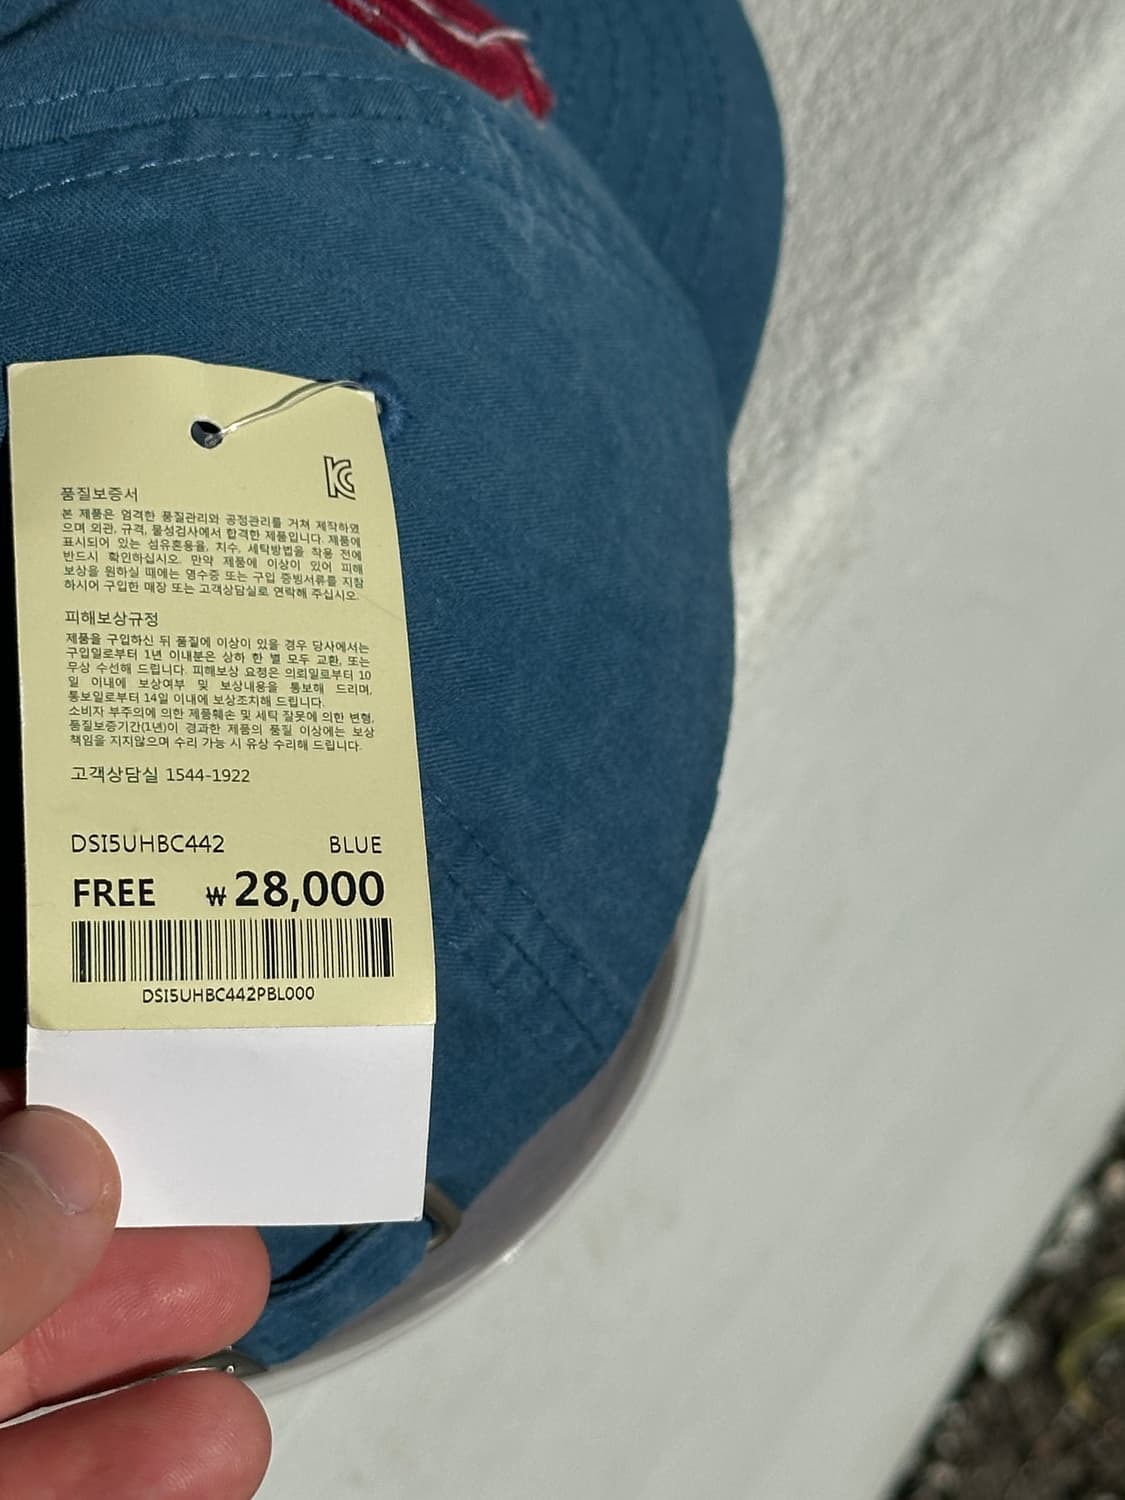 품질보증서
본 제품은 엄격한 품질관리와 공정관리를 거쳐 제작하였
으며 외관, 규격, 물성검사에서 합격한 제품입니다. 제품에
표시되어 있는 섬유혼용율, 치수, 세탁방법을 착용 전에
반드시 확인하십시오. 만약 제품에 이상이 있어 피해
보상을 원하실 때에는 영수증 또는 구입 증빙서류를 지참
하시어 구입한 매장 또는 고객상담실로 연락해 주십시오.
피해보상규정
제품을 구입하신 뒤 품질에 이상이 있을 경우 당사에서는
구입일로부터 1년 이내분은 상하 한 벌 모두 교환, 또는
무상 수선해 드립니다. 피해보상 요청은 의뢰일로부터 10
일 이내에 보상여부 및 보상내용을 통보해 드리며,
통보일로부터 14일 이내에 보상조치해 드립니다.
소비자 부주의에 의한 제품훼손 및 세탁 잘못에 의한 변형,
품질보증기간(1년)이 경과한 제품의 품질 이상에는 보상
책임을 지지않으며 수리 가능 시 유상 수리해 드립니다.
고객상담실 1544-1922
DSI5UHBC442 BLUE
FREE ₩28,000
DSI5UHBC442PBL000